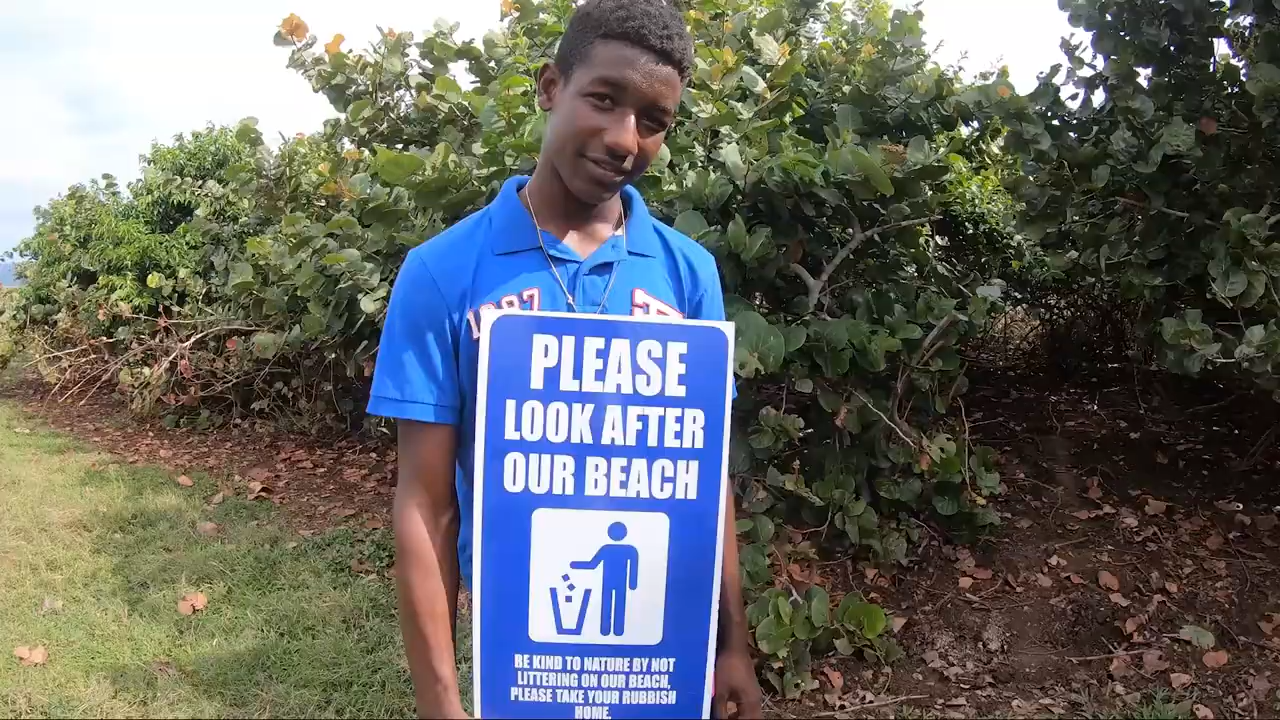 PLEASE
LOOK AFTER
OUR BEACH
BE KIND TO NATURE BY NOT
LITTERING ON OUR BEACH,
PLEASE TAKE YOUR RUBBISH
HOME.